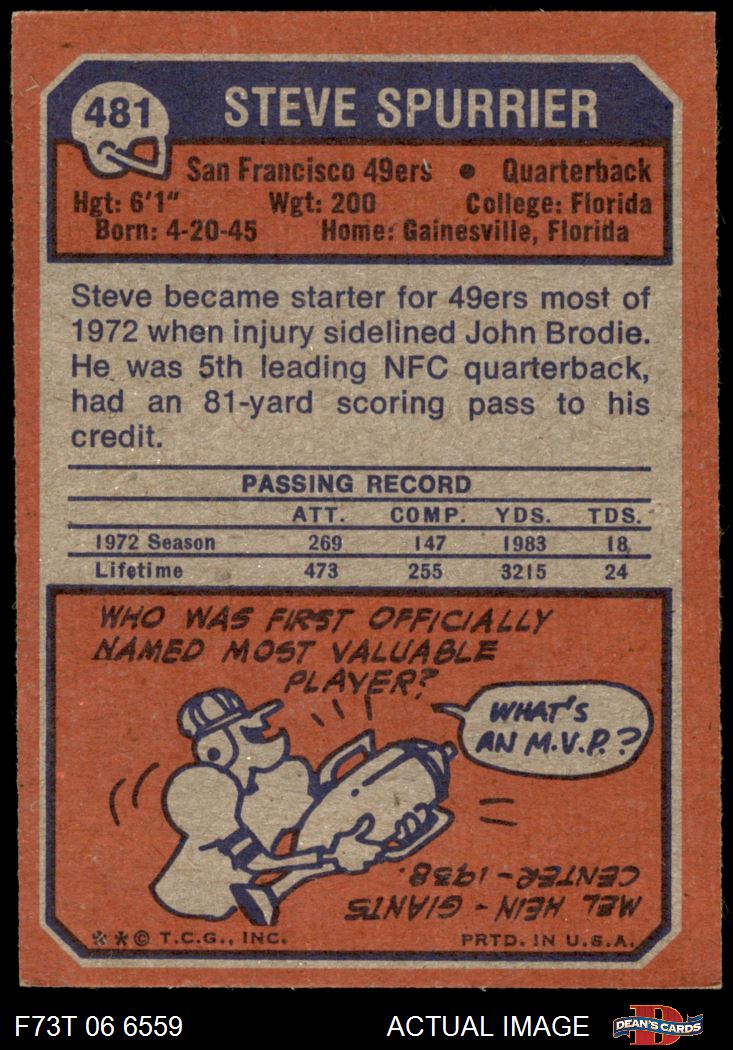 481
STEVE SPURRIER
San Francisco 49ers • Quarterback
Hgt: 6'1" Wgt: 200 College: Florida
Born: 4-20-45 Home: Gainesville, Florida
Steve became starter for 49ers most of
1972 when injury sidelined John Brodie.
He was 5th leading NFC quarterback,
had an 81-yard scoring pass to his
credit.
PASSING RECORD
ATT. COMP. YDS. TDS.
1972 Season 269 147 1983 18
Lifetime 473 255 3215 24
WHO WAS FIRST OFFICIALLY
NAMED MOST VALUABLE
PLAYER?
WHAT'S
AN M.V.P.?
MEL HEIN - GIANTS
CENTER - 1938.
** © T.C.G., INC. PRTD. IN U.S.A.
F73T 06 6559 ACTUAL IMAGE
D
DEAN'S CARDS